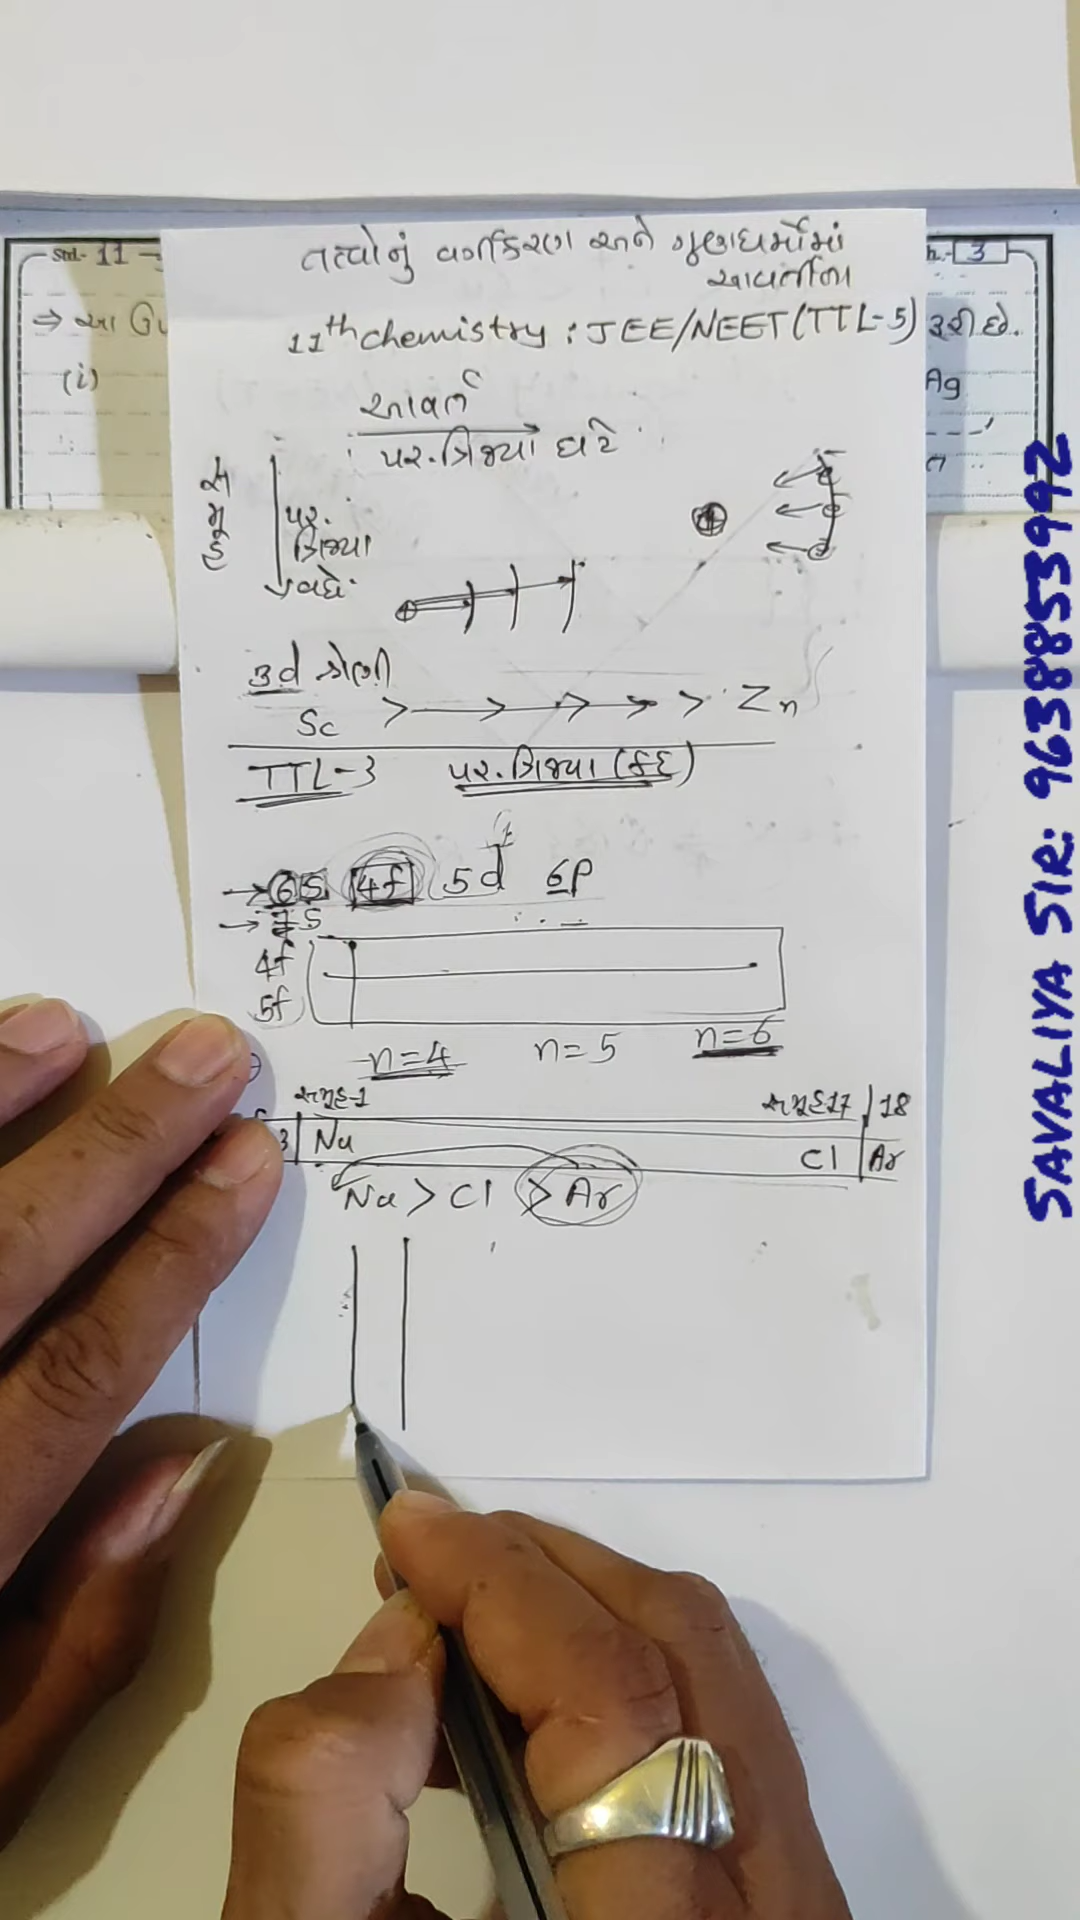 તત્વોનું વર્ગીકરણ અને ગુણધર્મોમાં
આવર્તીતા
Std.- 11
h.- 3
⇒ આ
11th chemistry : JEE/NEET (TTL-5)
(i)
Ag
આવર્ત
પર.ત્રિજ્યા ઘટે
સમૂહ
પર.
ત્રિજ્યા
વધે
3d શ્રેણી
Sc > > > > > Zn
TTL-3 પર. ત્રિજ્યા (કદ)
→ 6s 4f 5d 6p
→ 7s
4f
5f
n=4 n=5 n=6
સમૂહ-1 સમૂહ17 18
3 Na Cl Ar
Na > Cl > Ar
SAVALIYA SIR: 9638853992